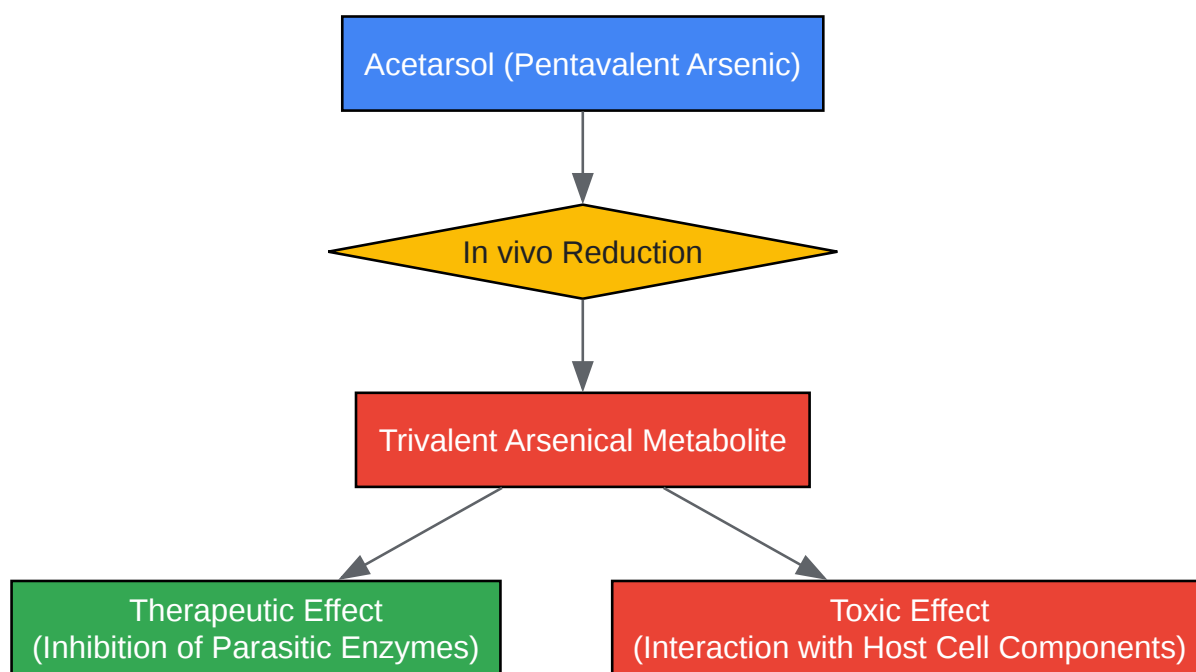 Acetarsol (Pentavalent Arsenic)
In vivo Reduction
Trivalent Arsenical Metabolite
Therapeutic Effect
(Inhibition of Parasitic Enzymes)
Toxic Effect
(Interaction with Host Cell Components)